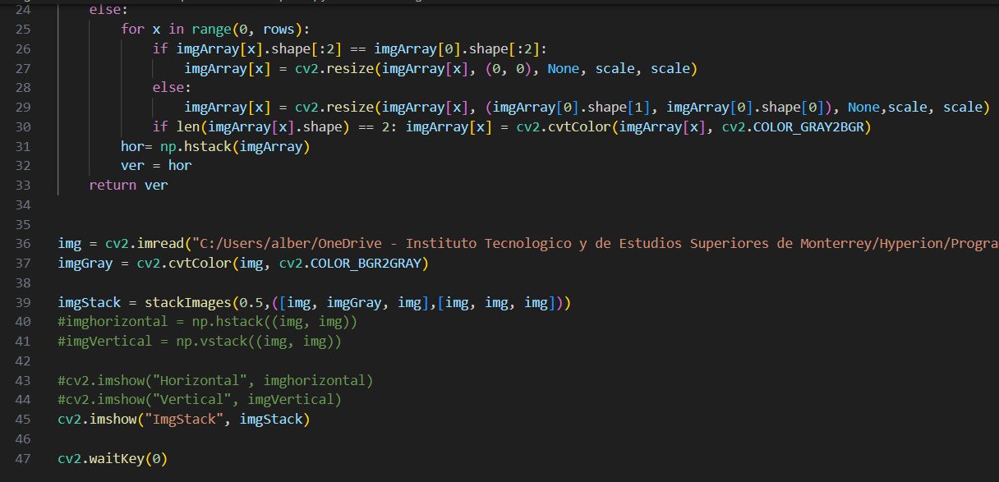 24 else:
25 for x in range(0, rows):
26 if imgArray[x].shape[:2] == imgArray[0].shape[:2]:
27 imgArray[x] = cv2.resize(imgArray[x], (0, 0), None, scale, scale)
28 else:
29 imgArray[x] = cv2.resize(imgArray[x], (imgArray[0].shape[1], imgArray[0].shape[0]), None,scale, scale)
30 if len(imgArray[x].shape) == 2: imgArray[x] = cv2.cvtColor(imgArray[x], cv2.COLOR_GRAY2BGR)
31 hor= np.hstack(imgArray)
32 ver = hor
33 return ver
34
35
36 img = cv2.imread("C:/Users/alber/OneDrive - Instituto Tecnologico y de Estudios Superiores de Monterrey/Hyperion/Progra
37 imgGray = cv2.cvtColor(img, cv2.COLOR_BGR2GRAY)
38
39 imgStack = stackImages(0.5,([img, imgGray, img],[img, img, img]))
40 #imghorizontal = np.hstack((img, img))
41 #imgVertical = np.vstack((img, img))
42
43 #cv2.imshow("Horizontal", imghorizontal)
44 #cv2.imshow("Vertical", imgVertical)
45 cv2.imshow("ImgStack", imgStack)
46
47 cv2.waitKey(0)